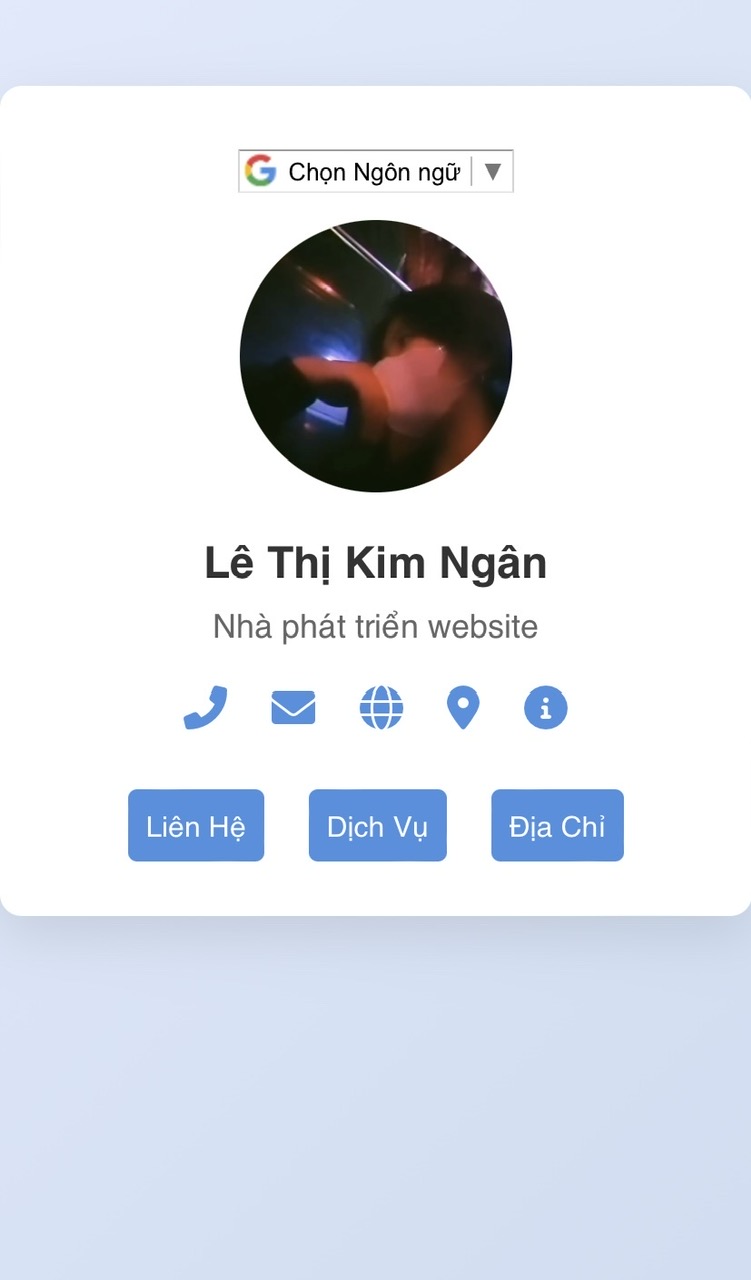 Chọn Ngôn ngữ ▼
Lê Thị Kim Ngân
Nhà phát triển website
Liên Hệ
Dịch Vụ
Địa Chỉ